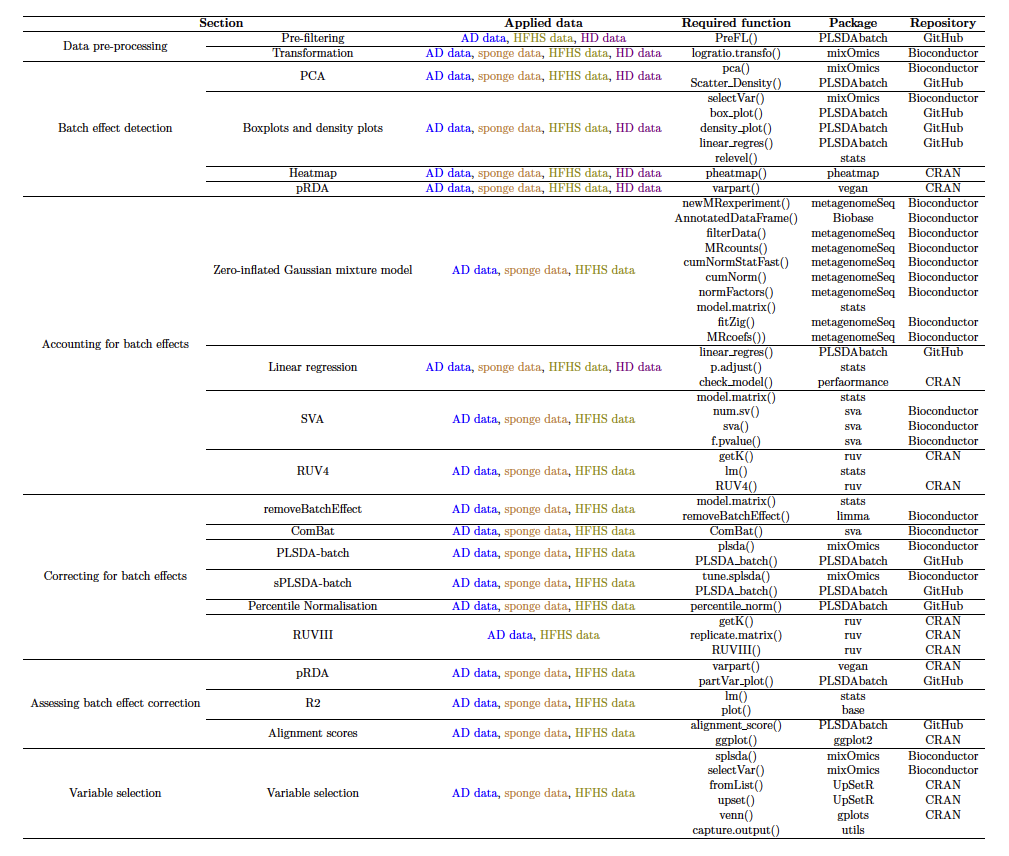 Section Applied data Required function Package Repository
Data pre-processing Pre-filtering AD data, HFHS data, HD data PreFL() PLSDAbatch GitHub
Transformation AD data, sponge data, HFHS data, HD data logratio.transfo() mixOmics Bioconductor
Batch effect detection PCA AD data, sponge data, HFHS data, HD data pca() mixOmics Bioconductor
Scatter_Density() PLSDAbatch GitHub
Boxplots and density plots AD data, sponge data, HFHS data, HD data selectVar() mixOmics Bioconductor
box_plot() PLSDAbatch GitHub
density_plot() PLSDAbatch GitHub
linear_regres() PLSDAbatch GitHub
relevel() stats
Heatmap AD data, sponge data, HFHS data, HD data pheatmap() pheatmap CRAN
pRDA AD data, sponge data, HFHS data, HD data varpart() vegan CRAN
Accounting for batch effects Zero-inflated Gaussian mixture model AD data, sponge data, HFHS data newMRexperiment() metagenomeSeq Bioconductor
AnnotatedDataFrame() Biobase Bioconductor
filterData() metagenomeSeq Bioconductor
MRcounts() metagenomeSeq Bioconductor
cumNormStatFast() metagenomeSeq Bioconductor
cumNorm() metagenomeSeq Bioconductor
normFactors() metagenomeSeq Bioconductor
model.matrix() stats
fitZig() metagenomeSeq Bioconductor
MRcoefs()) metagenomeSeq Bioconductor
Linear regression AD data, sponge data, HFHS data, HD data linear_regres() PLSDAbatch GitHub
p.adjust() stats
check_model() perfaormance CRAN
SVA AD data, sponge data, HFHS data model.matrix() stats
num.sv() sva Bioconductor
sva() sva Bioconductor
f.pvalue() sva Bioconductor
RUV4 AD data, sponge data, HFHS data getK() ruv CRAN
lm() stats
RUV4() ruv CRAN
Correcting for batch effects removeBatchEffect AD data, sponge data, HFHS data model.matrix() stats
removeBatchEffect() limma Bioconductor
ComBat AD data, sponge data, HFHS data ComBat() sva Bioconductor
PLSDA-batch AD data, sponge data, HFHS data plsda() mixOmics Bioconductor
PLSDA_batch() PLSDAbatch GitHub
sPLSDA-batch AD data, sponge data, HFHS data tune.splsda() mixOmics Bioconductor
PLSDA_batch() PLSDAbatch GitHub
Percentile Normalisation AD data, sponge data, HFHS data percentile_norm() PLSDAbatch GitHub
RUVIII AD data, HFHS data getK() ruv CRAN
replicate.matrix() ruv CRAN
RUVIII() ruv CRAN
Assessing batch effect correction pRDA AD data, sponge data, HFHS data varpart() vegan CRAN
partVar_plot() PLSDAbatch GitHub
R2 AD data, sponge data, HFHS data lm() stats
plot() base
Alignment scores AD data, sponge data, HFHS data alignment_score() PLSDAbatch GitHub
ggplot() ggplot2 CRAN
Variable selection Variable selection AD data, sponge data, HFHS data splsda() mixOmics Bioconductor
selectVar() mixOmics Bioconductor
fromList() UpSetR CRAN
upset() UpSetR CRAN
venn() gplots CRAN
capture.output() utils